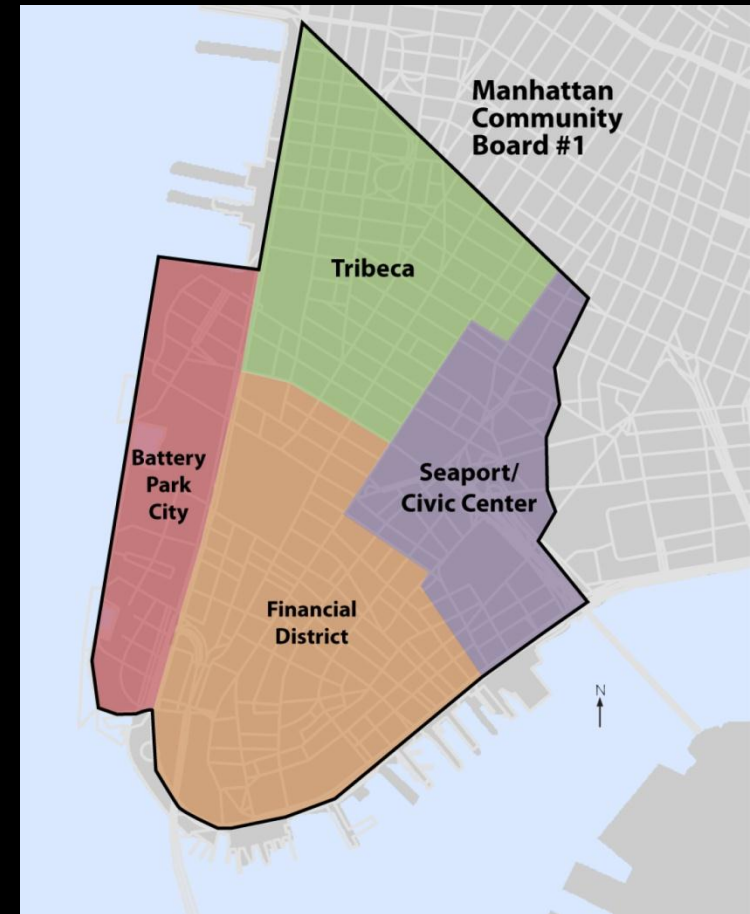 Manhattan
Community
Board #1
Tribeca
Battery
Park
City
Seaport/
Civic Center
Financial
District
N